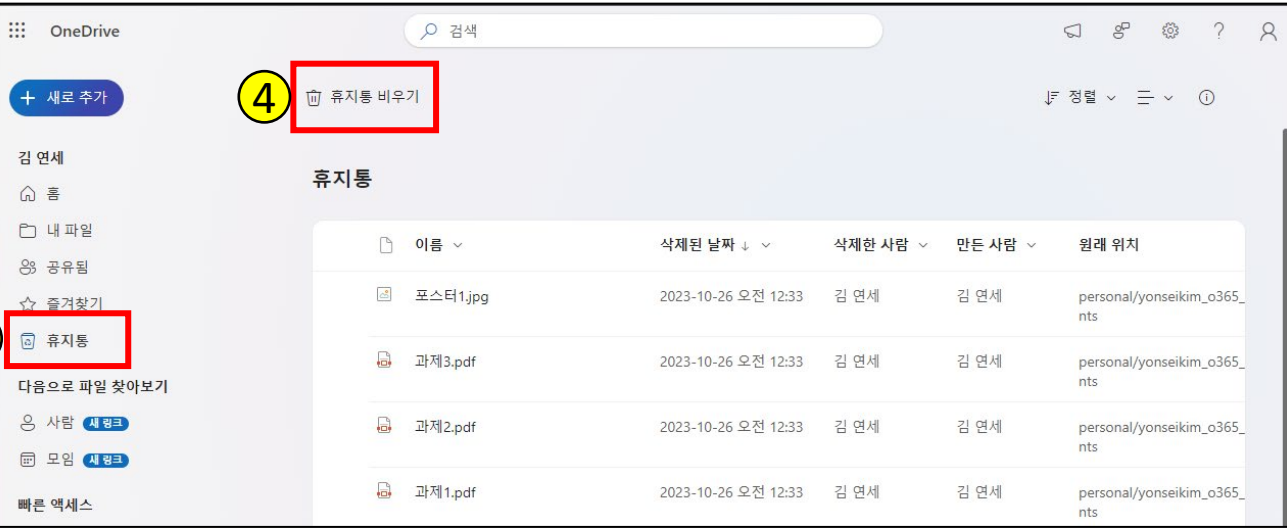 OneDrive
검색
+ 새로 추가
4
휴지통 비우기
정렬
김 연세
홈
내 파일
공유됨
즐겨찾기
휴지통
다음으로 파일 찾아보기
사람 새 링크
모임 새 링크
빠른 액세스
휴지통
이름 삭제된 날짜 ↓ 삭제한 사람 만든 사람 원래 위치
포스터1.jpg 2023-10-26 오전 12:33 김 연세 김 연세 personal/yonseikim_o365_
nts
과제3.pdf 2023-10-26 오전 12:33 김 연세 김 연세 personal/yonseikim_o365_
nts
과제2.pdf 2023-10-26 오전 12:33 김 연세 김 연세 personal/yonseikim_o365_
nts
과제1.pdf 2023-10-26 오전 12:33 김 연세 김 연세 personal/yonseikim_o365_
nts